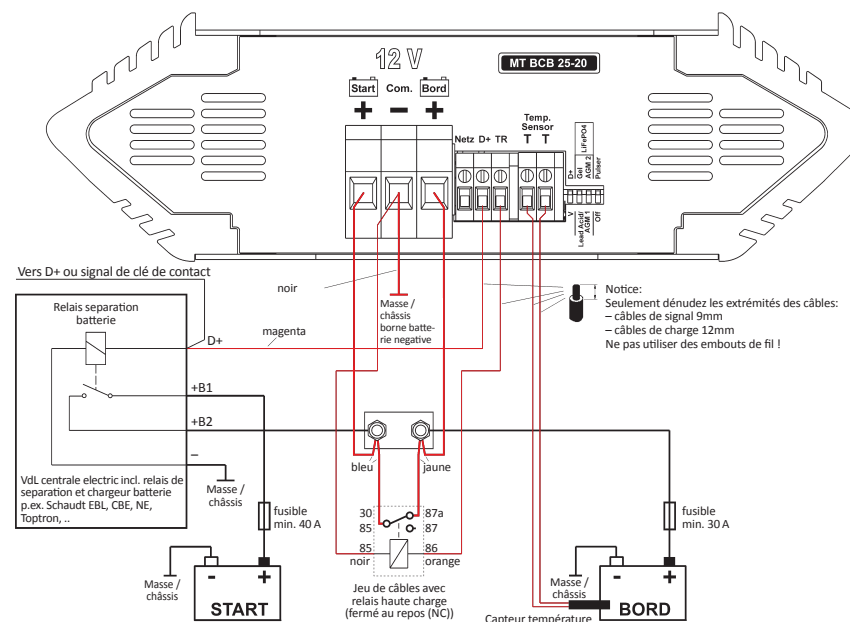 12 V
MT BCB 25-20
Start Com. Bord
+ − +
Temp.
Sensor
Netz D+ TR T T
LiFePO4
D+
Gel
AGM 2
Pulser
V
Lead Acid/
AGM 1
Off
Vers D+ ou signal de clé de contact
Relais separation
batterie
D+
magenta
noir
Masse /
châssis
borne batte-
rie negative
Notice:
Seulement dénudez les extrémités des câbles:
– câbles de signal 9mm
– câbles de charge 12mm
Ne pas utiliser des embouts de fil !
+B1
+B2
–
VdL centrale electric incl. relais de
separation et chargeur batterie
p.ex. Schaudt EBL, CBE, NE,
Toptron, ..
Masse /
châssis
bleu
jaune
fusible
min. 40 A
fusible
min. 30 A
30 87a
85 87
85 86
noir orange
Jeu de câbles avec
relais haute charge
(fermé au repos (NC))
Masse /
châssis
- +
START
Masse /
châssis
- +
BORD
Capteur température